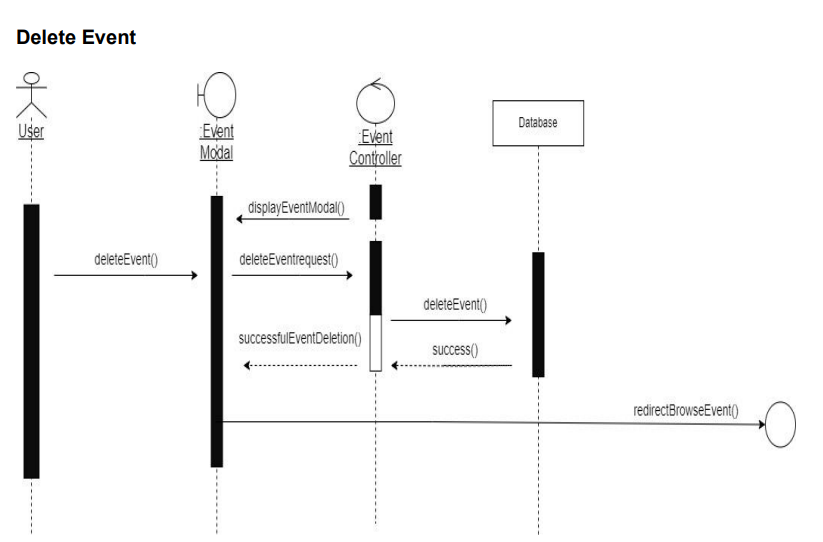 Delete Event
User
:Event
Modal
:Event
Controller
Database
displayEventModal()
deleteEvent()
deleteEventrequest()
deleteEvent()
successfulEventDeletion()
success()
redirectBrowseEvent()